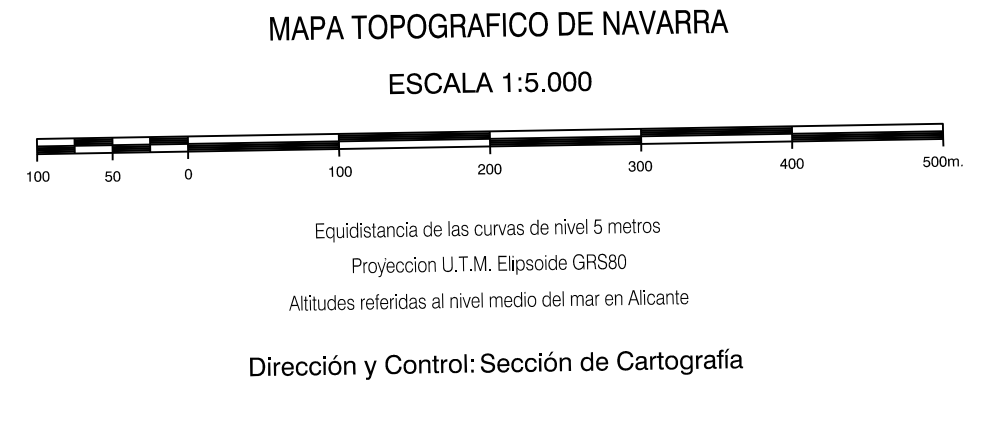 MAPA TOPOGRAFICO DE NAVARRA
ESCALA 1:5.000
100 50 0 100 200 300 400 500m.
Equidistancia de las curvas de nivel 5 metros
Proyeccion U.T.M. Elipsoide GRS80
Altitudes referidas al nivel medio del mar en Alicante
Dirección y Control: Sección de Cartografía